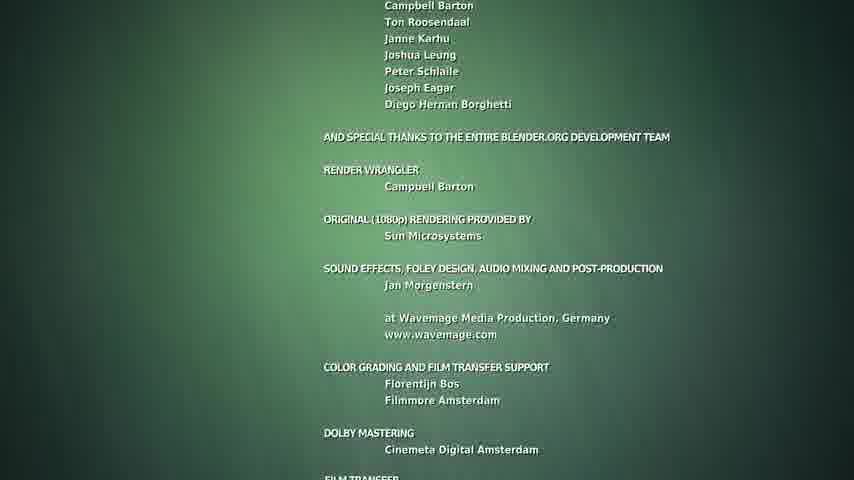 Campbell Barton
Ton Roosendaal
Janne Karhu
Joshua Leung
Peter Schlaile
Joseph Eagar
Diego Hernan Borghetti
AND SPECIAL THANKS TO THE ENTIRE BLENDER.ORG DEVELOPMENT TEAM
RENDER WRANGLER
Campbell Barton
ORIGINAL (1080p) RENDERING PROVIDED BY
Sun Microsystems
SOUND EFFECTS, FOLEY DESIGN, AUDIO MIXING AND POST-PRODUCTION
Jan Morgenstern
at Wavemage Media Production, Germany
www.wavemage.com
COLOR GRADING AND FILM TRANSFER SUPPORT
Florentijn Bos
Filmmore Amsterdam
DOLBY MASTERING
Cinemeta Digital Amsterdam
FILM TRANSFER